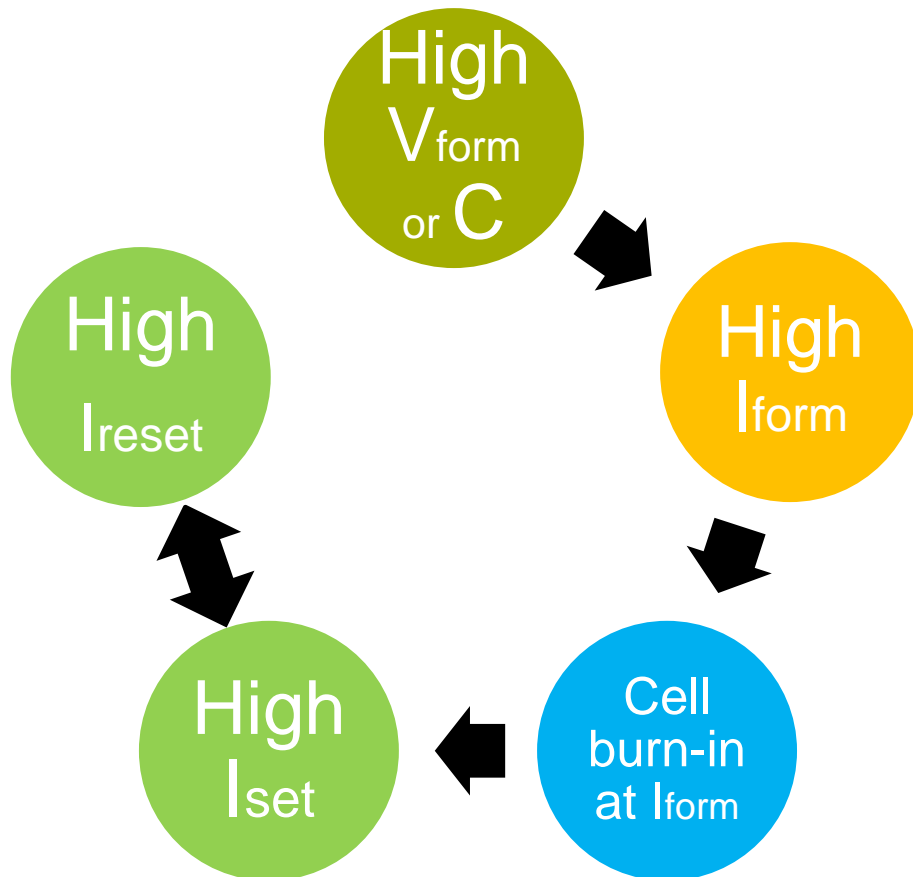 High
Vform
or C
High
Iform
Cell
burn-in
at Iform
High
Iset
High
Ireset